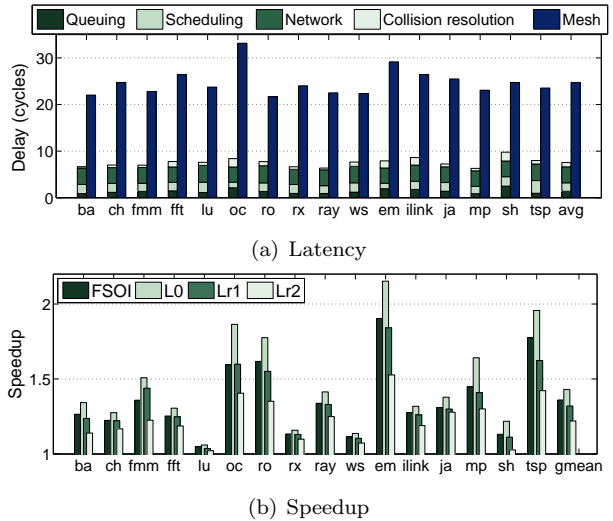 Queuing Scheduling Network Collision resolution Mesh
30
20
10
0
Delay (cycles)
ba ch fmm fft lu oc ro rx ray ws em ilink ja mp sh tsp avg
(a) Latency
FSOI L0 Lr1 Lr2
2
1.5
1
Speedup
ba ch fmm fft lu oc ro rx ray ws em ilink ja mp sh tsp gmean
(b) Speedup